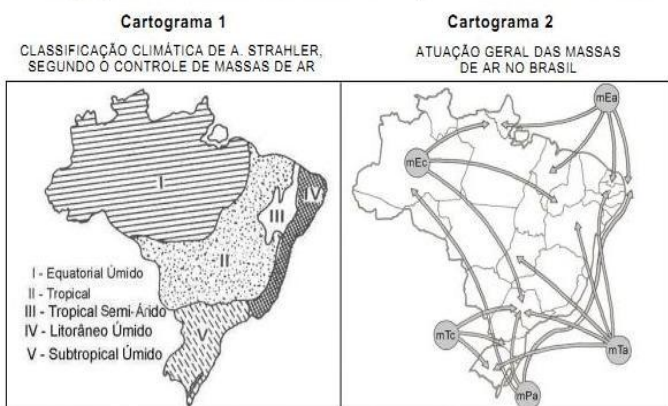 Cartograma 1
CLASSIFICAÇÃO CLIMÁTICA DE A. STRAHLER,
SEGUNDO O CONTROLE DE MASSAS DE AR
I
II
III
IV
V
I - Equatorial Úmido
II - Tropical
III - Tropical Semi-Árido
IV - Litorâneo Úmido
V - Subtropical Úmido
Cartograma 2
ATUAÇÃO GERAL DAS MASSAS
DE AR NO BRASIL
mEa
mEc
mTc
mTa
mPa